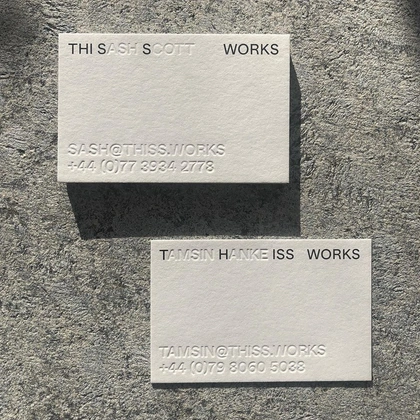 THI SASH SCOTT WORKS
SASH@THISS.WORKS
+44 (0)77 3934 2778
TAMSIN HANKE ISS WORKS
TAMSIN@THISS.WORKS
+44 (0)79 8060 5038